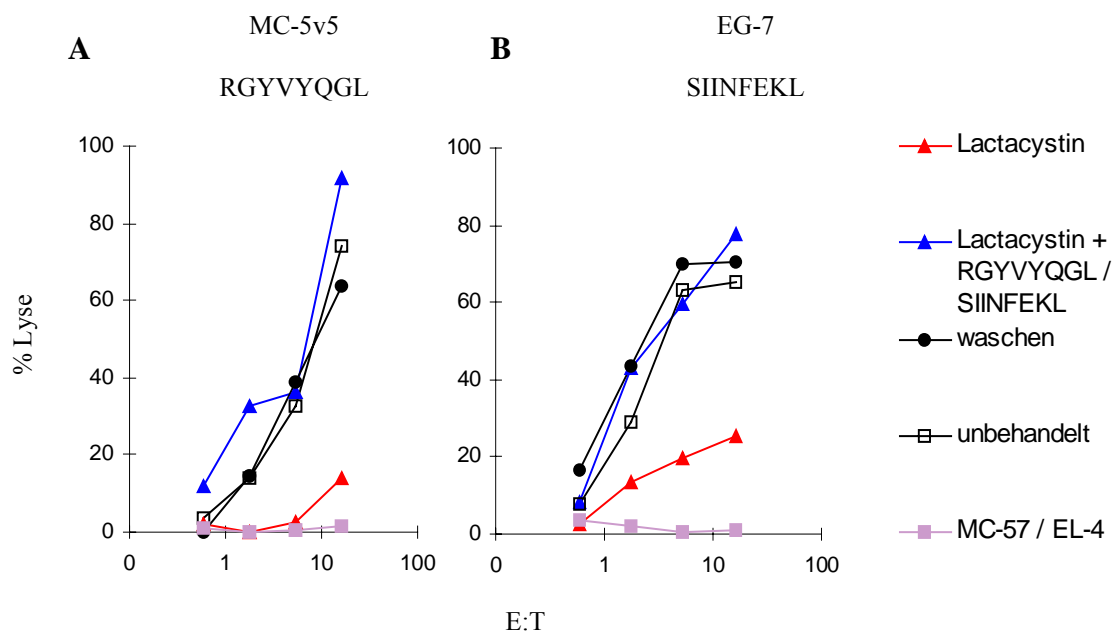 MC-5v5
EG-7
A
B
RGYVYQGL
SIINFEKL
100
80
60
40
20
0
0
1
10
100
% Lyse
100
80
60
40
20
0
0
1
10
100
E:T
Lactacystin
Lactacystin +
RGYVYQGL /
SIINFEKL
waschen
unbehandelt
MC-57 / EL-4